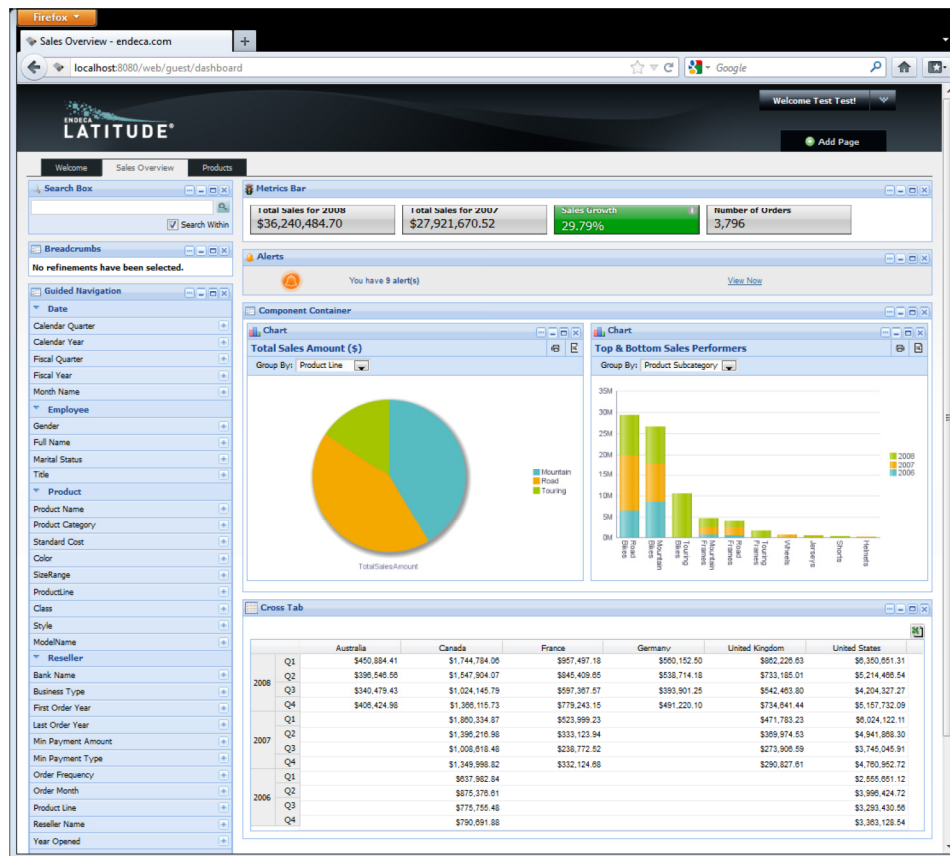 Firefox
Sales Overview - endeca.com
localhost:8080/web/guest/dashboard
Google
ENDECA
LATITUDE®
Welcome Test Test!
Add Page
Welcome
Sales Overview
Products
Search Box
Search Within
Breadcrumbs
No refinements have been selected.
Guided Navigation
Date
Calendar Quarter
Calendar Year
Fiscal Quarter
Fiscal Year
Month Name
Employee
Gender
Full Name
Marital Status
Title
Product
Product Name
Product Category
Standard Cost
Color
SizeRange
ProductLine
Class
Style
ModelName
Reseller
Bank Name
Business Type
First Order Year
Last Order Year
Min Payment Amount
Min Payment Type
Order Frequency
Order Month
Product Line
Reseller Name
Year Opened
Metrics Bar
Total Sales for 2008
$36,240,484.70
Total Sales for 2007
$27,921,670.52
Sales Growth
29.79%
Number of Orders
3,796
Alerts
You have 9 alert(s)
View Now
Component Container
Chart
Total Sales Amount ($)
Group By: Product Line
Mountain
Road
Touring
TotalSalesAmount
Chart
Top & Bottom Sales Performers
Group By: Product Subcategory
35M
30M
25M
20M
15M
10M
5M
0M
2008
2007
2006
Road Bikes
Mountain Bikes
Touring Bikes
Mountain Frames
Road Frames
Touring Frames
Wheels
Jerseys
Shorts
Helmets
Cross Tab
Australia Canada France Germany United Kingdom United States
2008
Q1 $450,884.41 $1,744,784.06 $957,497.18 $560,152.50 $862,226.63 $6,350,651.31
Q2 $396,546.56 $1,547,904.07 $845,409.65 $538,714.18 $733,185.01 $5,214,466.54
Q3 $340,479.43 $1,024,145.79 $597,367.57 $393,901.25 $542,463.80 $4,204,327.27
Q4 $406,424.98 $1,366,115.73 $779,243.15 $491,220.10 $734,641.44 $5,157,732.09
2007
Q1 $1,860,334.87 $523,999.23 $471,783.23 $6,024,122.11
Q2 $1,396,216.98 $333,123.94 $369,974.53 $4,941,868.30
Q3 $1,008,618.48 $238,772.52 $273,906.59 $3,745,045.91
Q4 $1,349,998.82 $332,124.68 $290,827.61 $4,760,952.72
2006
Q1 $637,982.84 $2,555,651.12
Q2 $875,376.61 $3,996,424.72
Q3 $775,755.48 $3,293,430.56
Q4 $790,691.88 $3,363,128.54